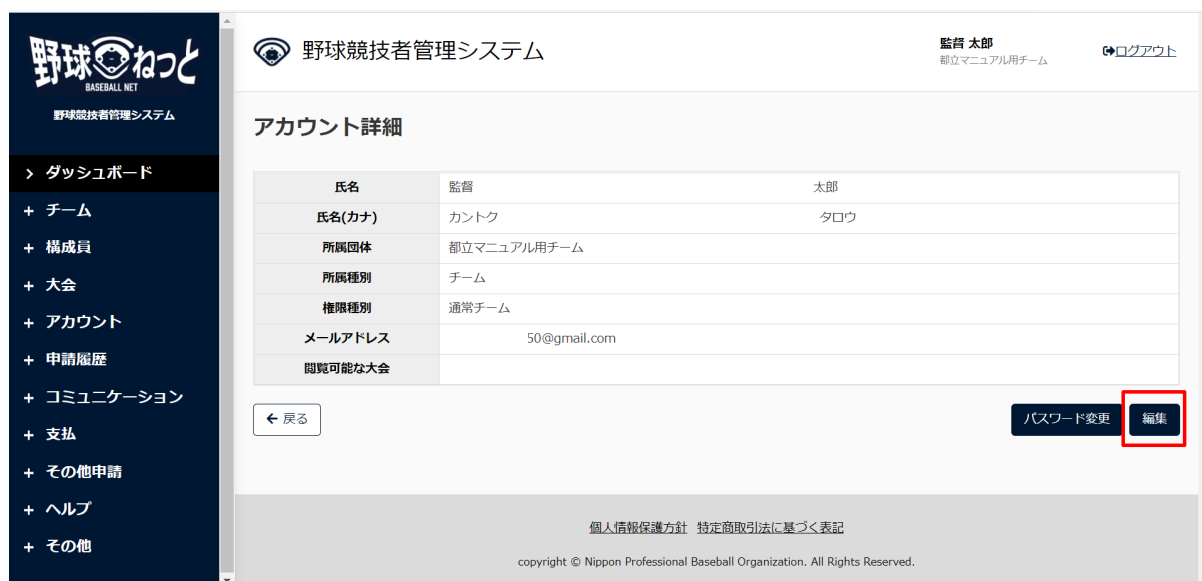 野球ねっと
BASEBALL NET
野球競技者管理システム
ダッシュボード
チーム
構成員
大会
アカウント
申請履歴
コミュニケーション
支払
その他申請
ヘルプ
その他
野球競技者管理システム
監督 太郎
都立マニュアル用チーム
ログアウト
アカウント詳細
氏名 監督 太郎
氏名(カナ) カントク タロウ
所属団体 都立マニュアル用チーム
所属種別 チーム
権限種別 通常チーム
メールアドレス 50@gmail.com
閲覧可能な大会
戻る パスワード変更 編集
個人情報保護方針 特定商取引法に基づく表記
copyright © Nippon Professional Baseball Organization. All Rights Reserved.